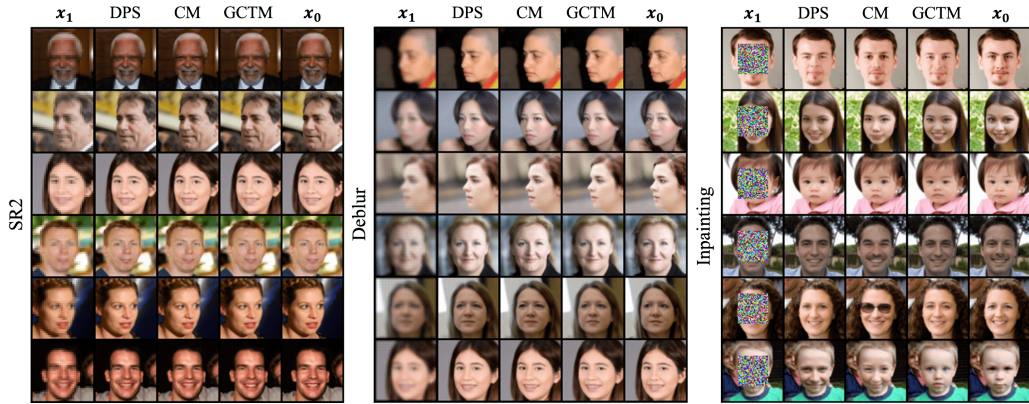 x₁ DPS CM GCTM x₀ x₁ DPS CM GCTM x₀ x₁ DPS CM GCTM x₀
SR2
Deblur
Inpainting